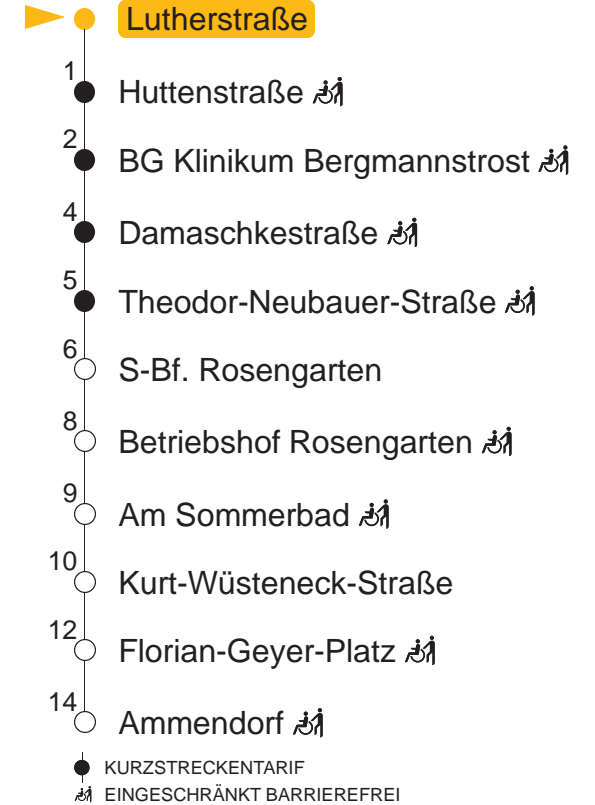 Lutherstraße
1
Huttenstraße
2
BG Klinikum Bergmannstrost
4
Damaschkestraße
5
Theodor-Neubauer-Straße
6
S-Bf. Rosengarten
8
Betriebshof Rosengarten
9
Am Sommerbad
10
Kurt-Wüsteneck-Straße
12
Florian-Geyer-Platz
14
Ammendorf
KURZSTRECKENTARIF
EINGESCHRÄNKT BARRIEREFREI